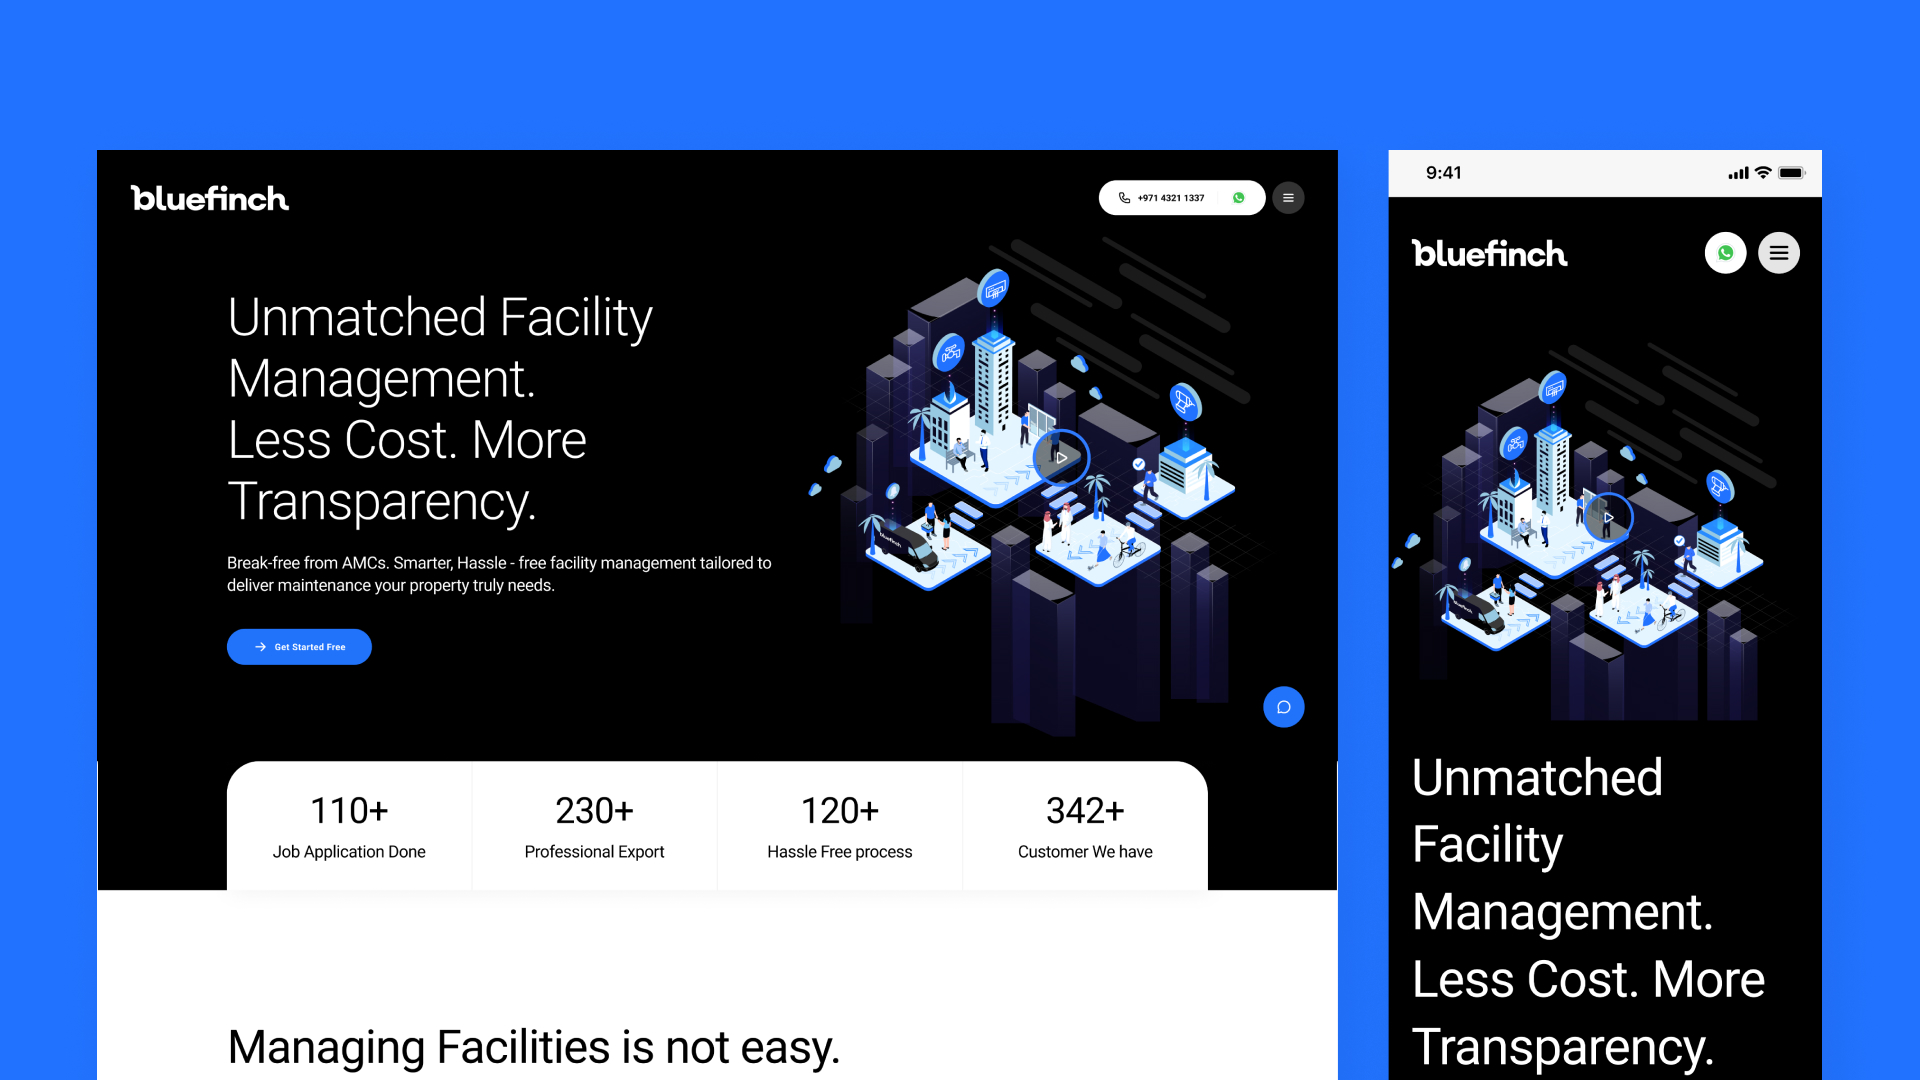 bluefinch
+971 4321 1337
Unmatched Facility
Management.
Less Cost. More
Transparency.
Break-free from AMCs. Smarter, Hassle - free facility management tailored to
deliver maintenance your property truly needs.
Get Started Free
bluefinch
110+
Job Application Done
230+
Professional Export
120+
Hassle Free process
342+
Customer We have
Managing Facilities is not easy.
9:41
bluefinch
bluefinch
Unmatched
Facility
Management.
Less Cost. More
Transparency.